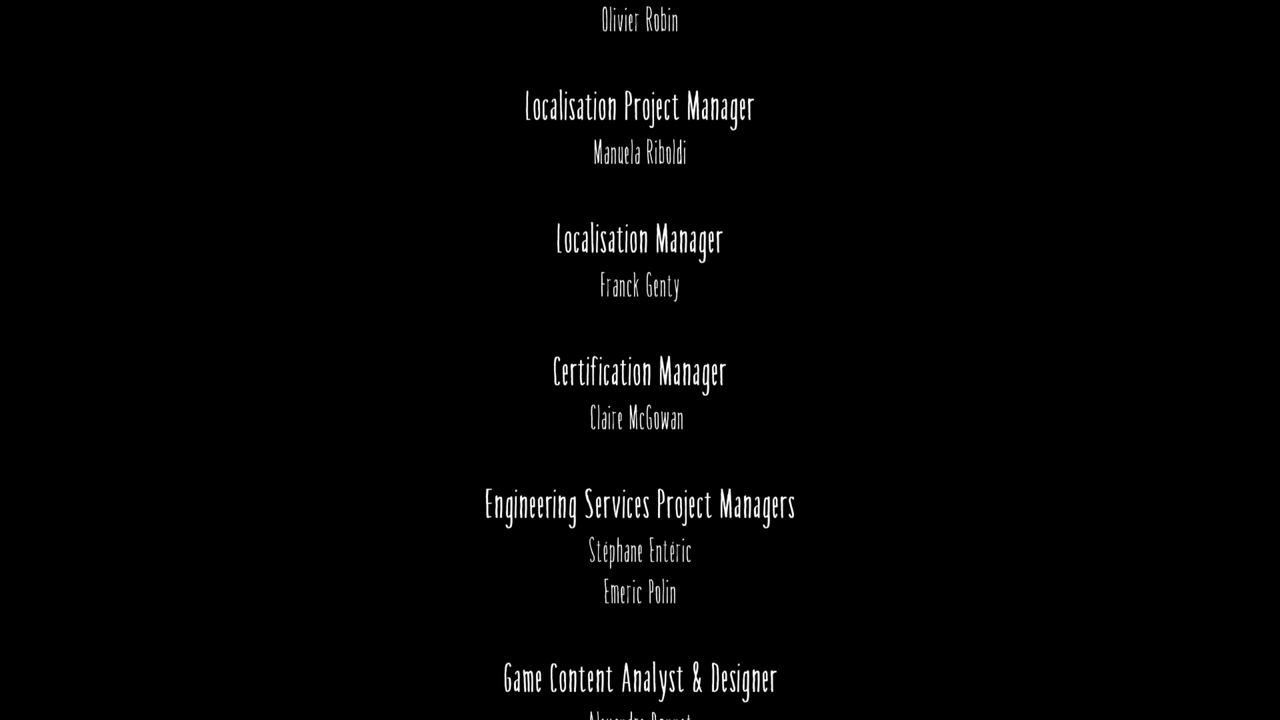 Olivier Robin
Localisation Project Manager
Manuela Riboldi
Localisation Manager
Franck Genty
Certification Manager
Claire McGowan
Engineering Services Project Managers
Stéphane Entéric
Emeric Polin
Game Content Analyst & Designer